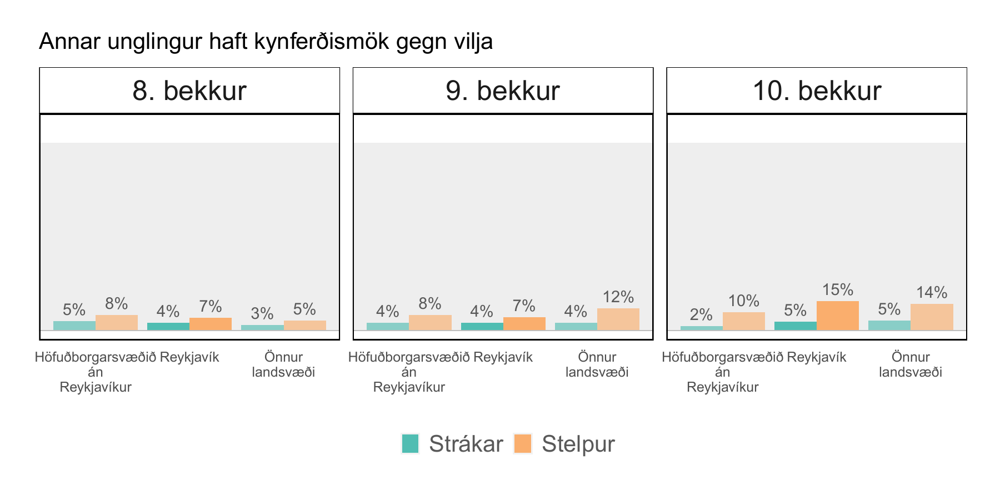 Annar unglingur haft kynferðismök gegn vilja
8. bekkur
5% 8% 4% 7% 3% 5%
Höfuðborgarsvæðið Reykjavík Önnur
án landsvæði
Reykjavíkur
9. bekkur
4% 8% 4% 7% 4% 12%
Höfuðborgarsvæðið Reykjavík Önnur
án landsvæði
Reykjavíkur
10. bekkur
2% 10% 5% 15% 5% 14%
Höfuðborgarsvæðið Reykjavík Önnur
án landsvæði
Reykjavíkur
Strákar Stelpur